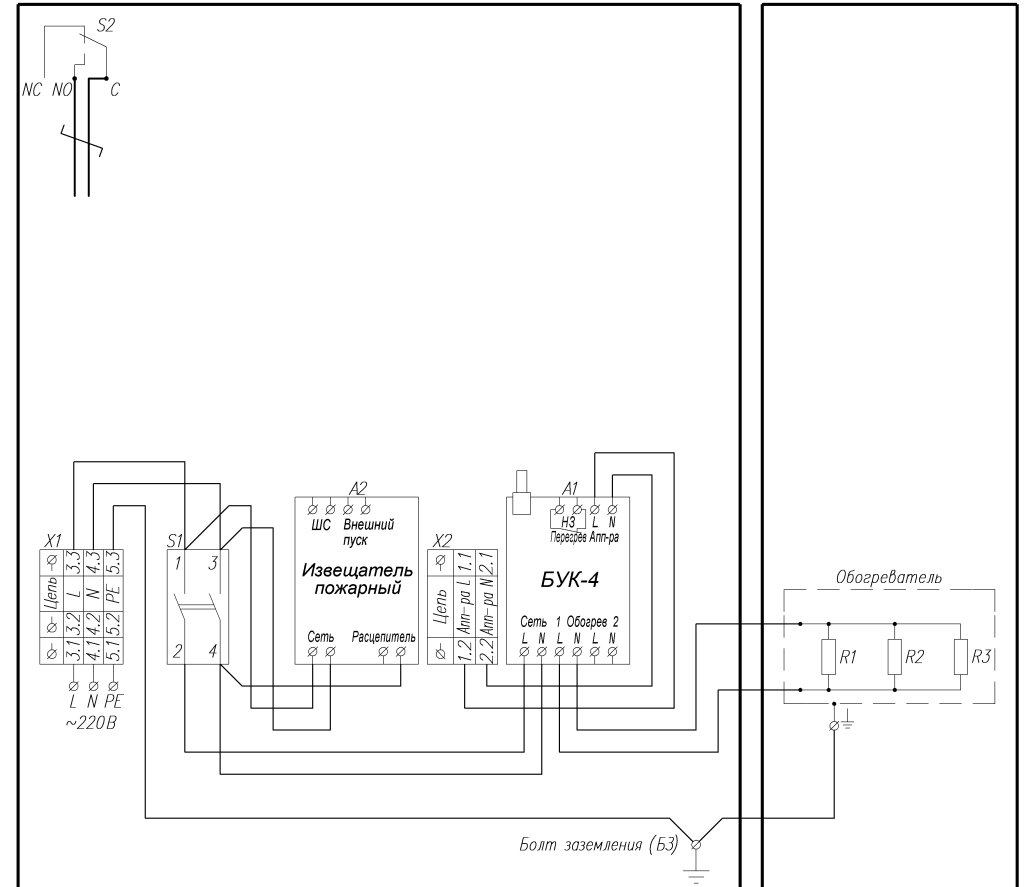 S2
NC NO C
A2
ШС Внешний
пуск
Извещатель
пожарный
Сеть Расцепитель
A1
НЗ L N
Перегрев Апп-ра
БУК-4
Сеть 1 Обогрев 2
L N L N L N
X1
Цепь
3.3 4.3 5.3
L N PE
3.2 4.2 5.2
3.1 4.1 5.1
L N PE
~220В
S1
1 3
2 4
X2
Цепь
1.1 2.1
Апп-ра L Апп-ра N
1.2 2.2
Обогреватель
R1 R2 R3
Болт заземления (БЗ)